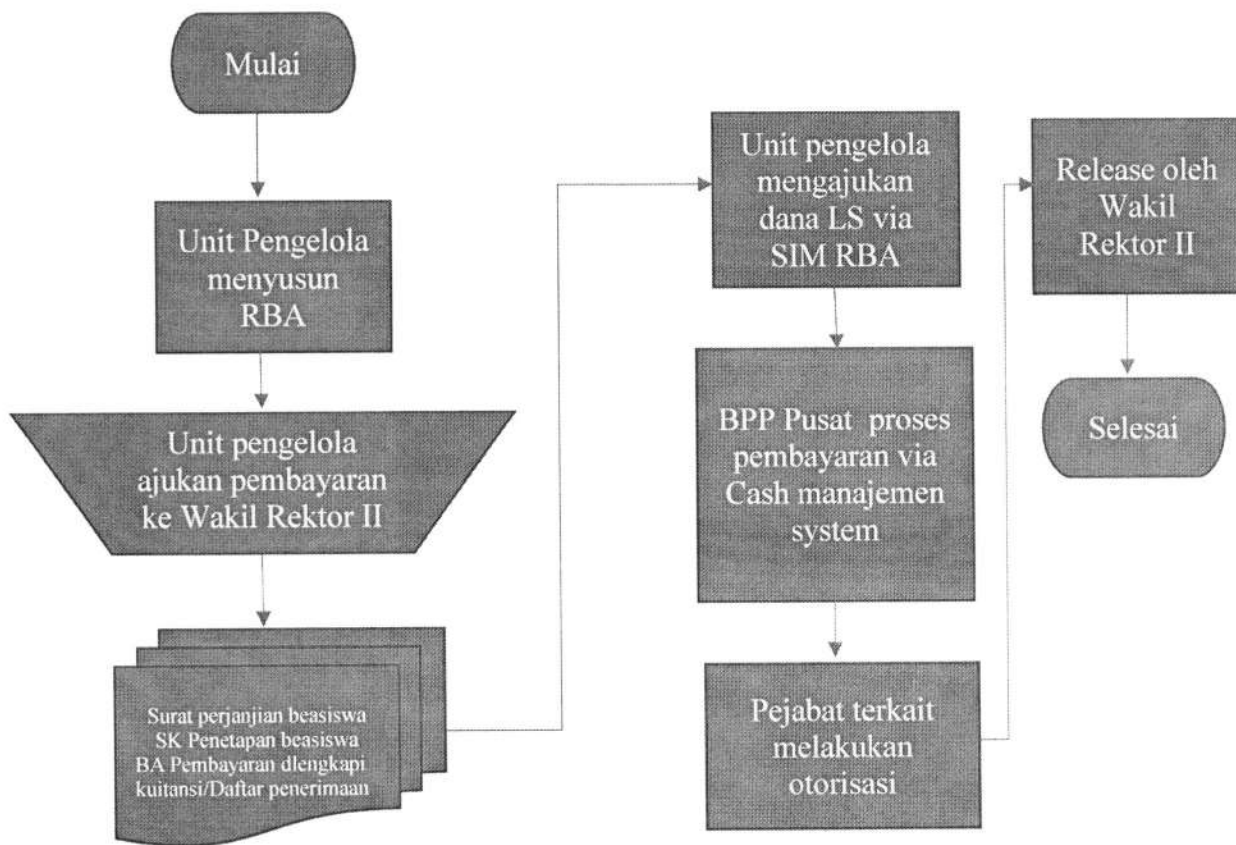 Mulai
Unit Pengelola
menyusun
RBA
Unit pengelola
ajukan pembayaran
ke Wakil Rektor II
Surat perjanjian beasiswa
SK Penetapan beasiswa
BA Pembayaran dlengkapi
kuitansi/Daftar penerimaan
Unit pengelola
mengajukan
dana LS via
SIM RBA
BPP Pusat proses
pembayaran via
Cash manajemen
system
Pejabat terkait
melakukan
otorisasi
Release oleh
Wakil
Rektor II
Selesai